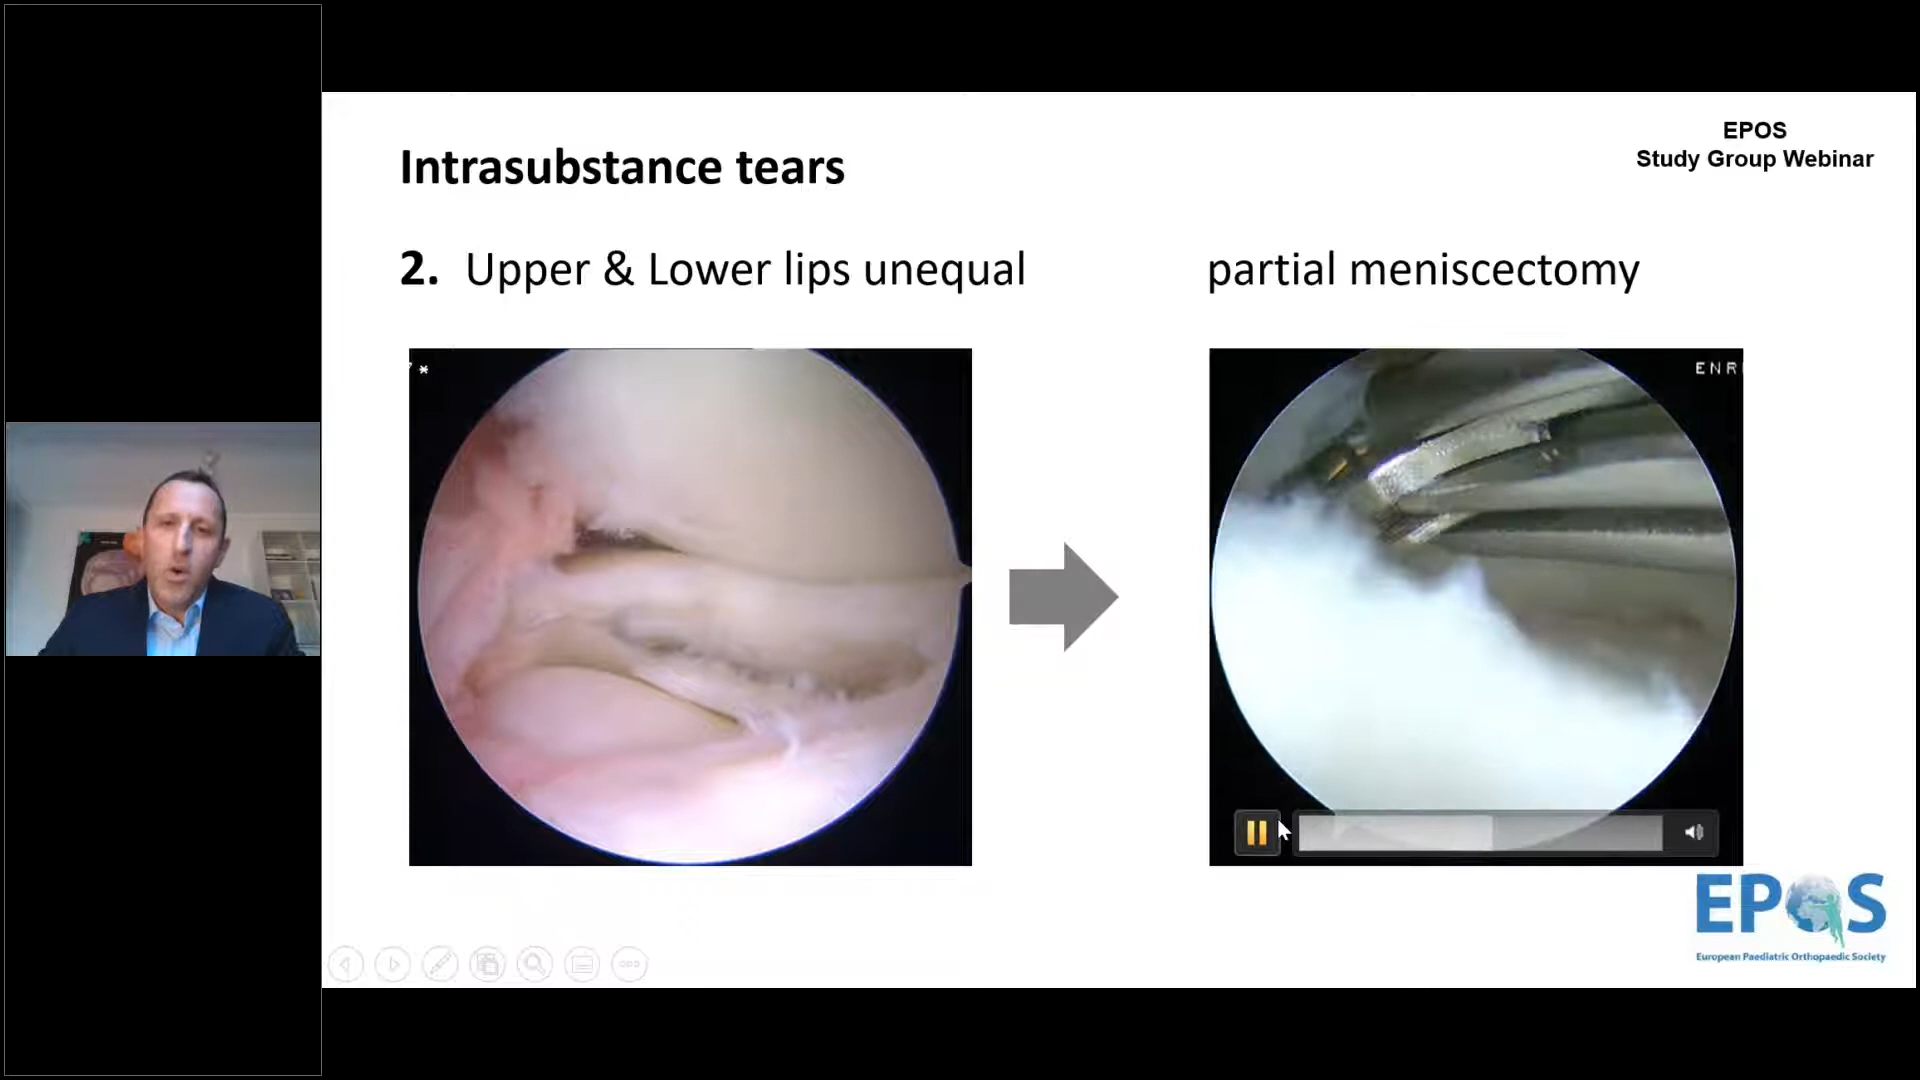 EPOS
Study Group Webinar
Intrasubstance tears
2. Upper & Lower lips unequal
partial meniscectomy
*
ENR
EPOS
European Paediatric Orthopaedic Society